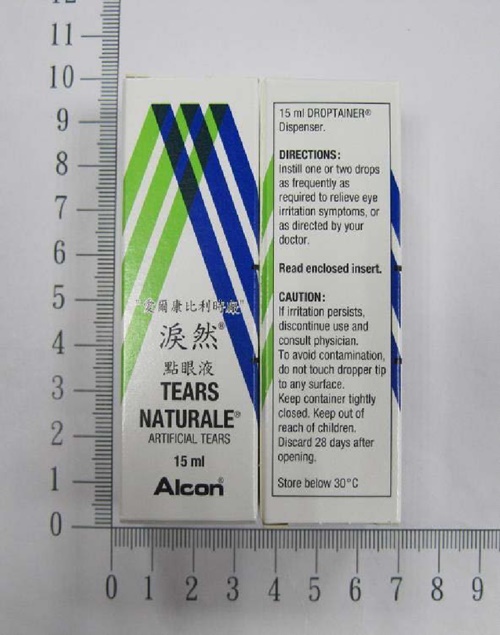 12
11
10
9
8
7
6
5
4
3
2
1
0
"愛爾康比利時廠"
淚然®
點眼液
TEARS
NATURALE®
ARTIFICIAL TEARS
15 ml
Alcon®
15 ml DROPTAINER®
Dispenser.
DIRECTIONS:
Instill one or two drops
as frequently as
required to relieve eye
irritation symptoms, or
as directed by your
doctor.
Read enclosed insert.
CAUTION:
If irritation persists,
discontinue use and
consult physician.
To avoid contamination,
do not touch dropper tip
to any surface.
Keep container tightly
closed. Keep out of
reach of children.
Discard 28 days after
opening.
Store below 30°C
0 1 2 3 4 5 6 7 8 9